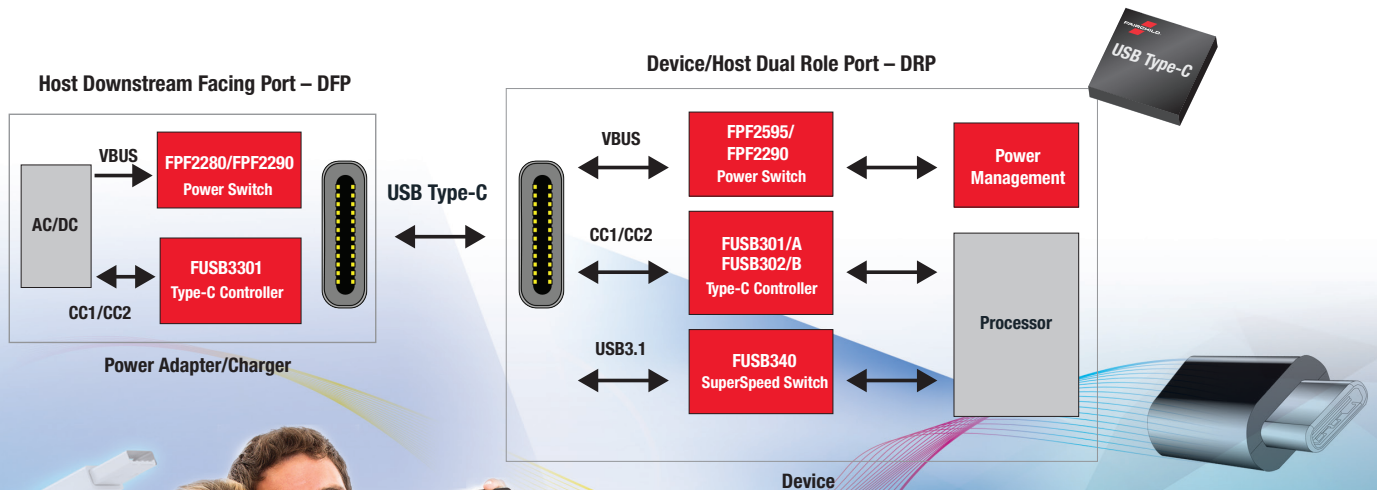 FAIRCHILD
USB Type-C
Host Downstream Facing Port – DFP
Device/Host Dual Role Port – DRP
VBUS
FPF2280/FPF2290
Power Switch
AC/DC
FUSB3301
Type-C Controller
CC1/CC2
Power Adapter/Charger
USB Type-C
VBUS
FPF2595/
FPF2290
Power Switch
Power
Management
CC1/CC2
FUSB301/A
FUSB302/B
Type-C Controller
Processor
USB3.1
FUSB340
SuperSpeed Switch
Device